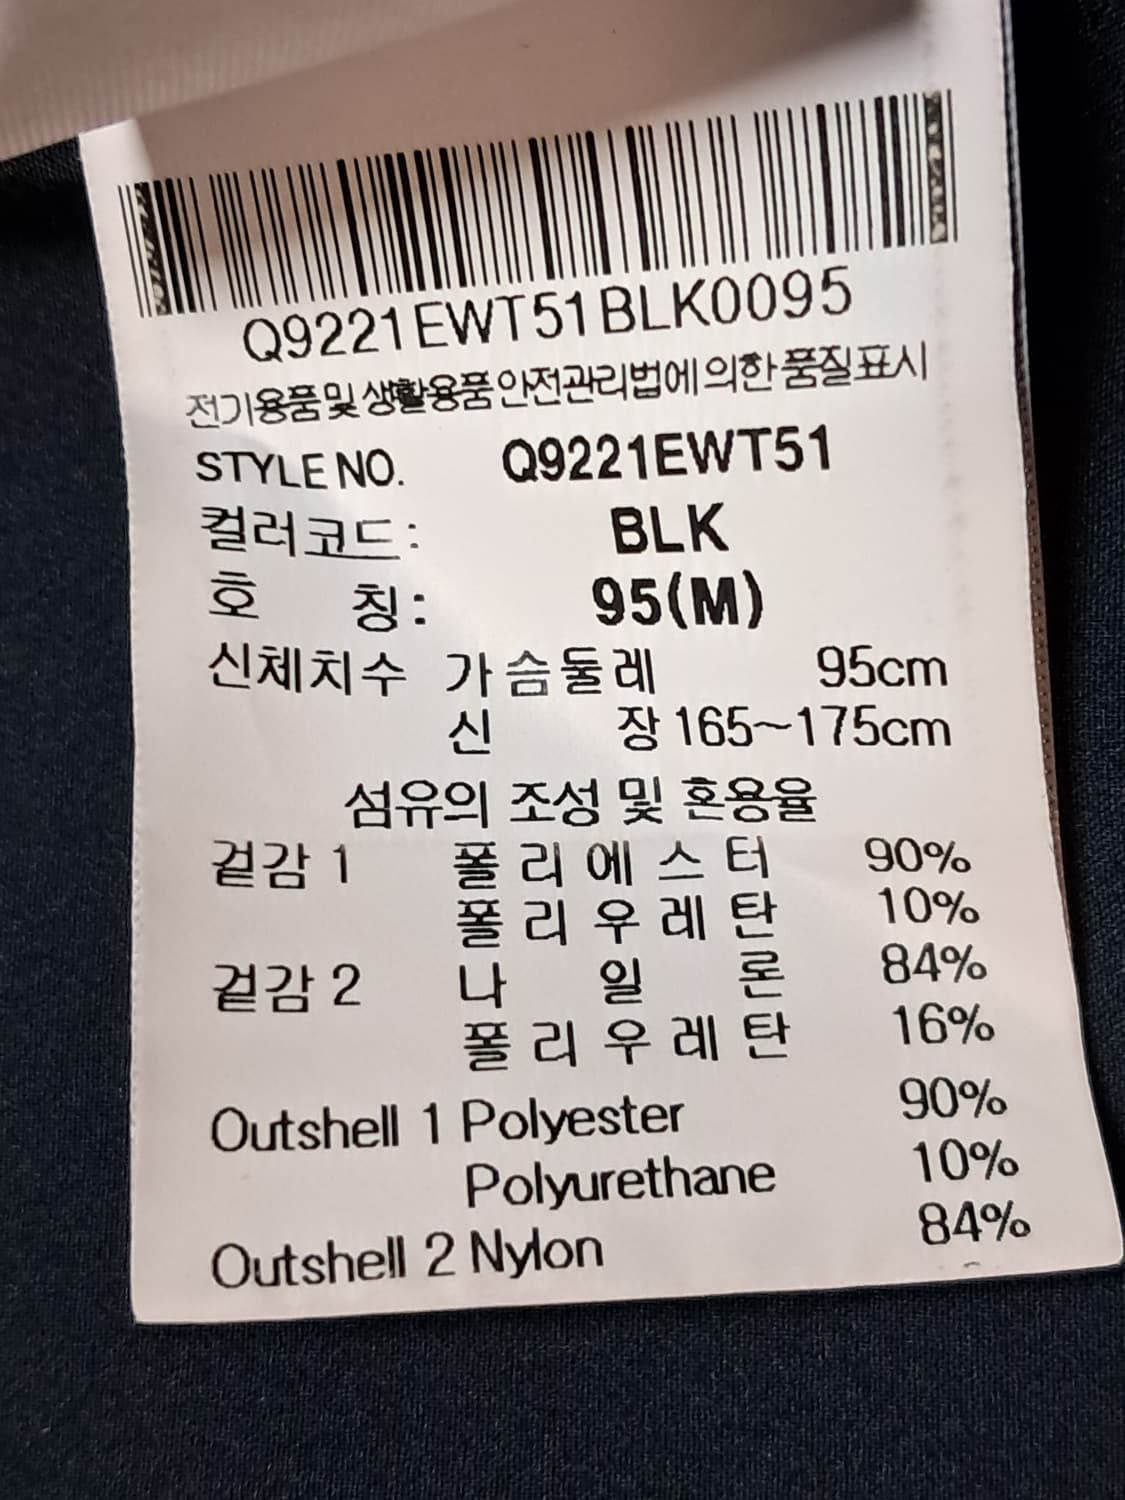 Q9221EWT51BLK0095
전기용품및생활용품안전관리법에의한품질표시
STYLE NO. Q9221EWT51
컬러코드: BLK
호 칭: 95(M)
신체치수 가슴둘레 95cm
신 장 165~175cm
섬유의 조성 및 혼용율
겉감 1 폴리에스터 90%
폴리우레탄 10%
겉감 2 나일론 84%
폴리우레탄 16%
Outshell 1 Polyester 90%
Polyurethane 10%
Outshell 2 Nylon 84%